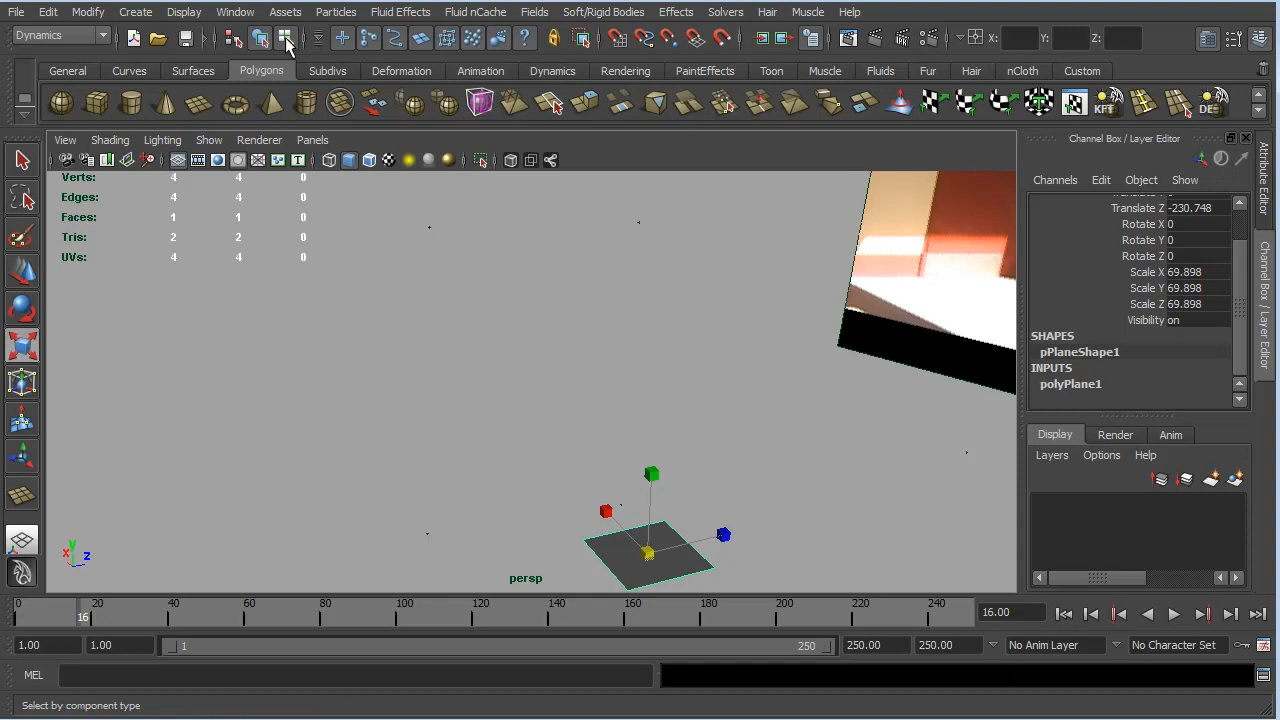 File Edit Modify Create Display Window Assets Particles Fluid Effects Fluid nCache Fields Soft/Rigid Bodies Effects Solvers Hair Muscle Help
Dynamics X: Y: Z:
General Curves Surfaces Polygons Subdivs Deformation Animation Dynamics Rendering PaintEffects Toon Muscle Fluids Fur Hair nCloth Custom
KFT DE
View Shading Lighting Show Renderer Panels
Channel Box / Layer Editor
Channels Edit Object Show
Verts: 4 4 0
Edges: 4 4 0
Faces: 1 1 0
Tris: 2 2 0
UVs: 4 4 0
Translate Z -230.748
Rotate X 0
Rotate Y 0
Rotate Z 0
Scale X 69.898
Scale Y 69.898
Scale Z 69.898
Visibility on
SHAPES
pPlaneShape1
INPUTS
polyPlane1
Attribute Editor
Channel Box / Layer Editor
Display Render Anim
Layers Options Help
y
x z
persp
0 16 20 40 60 80 100 120 140 160 180 200 220 240 16.00
1.00 1.00 1 250 250.00 250.00 No Anim Layer No Character Set
MEL
Select by component type